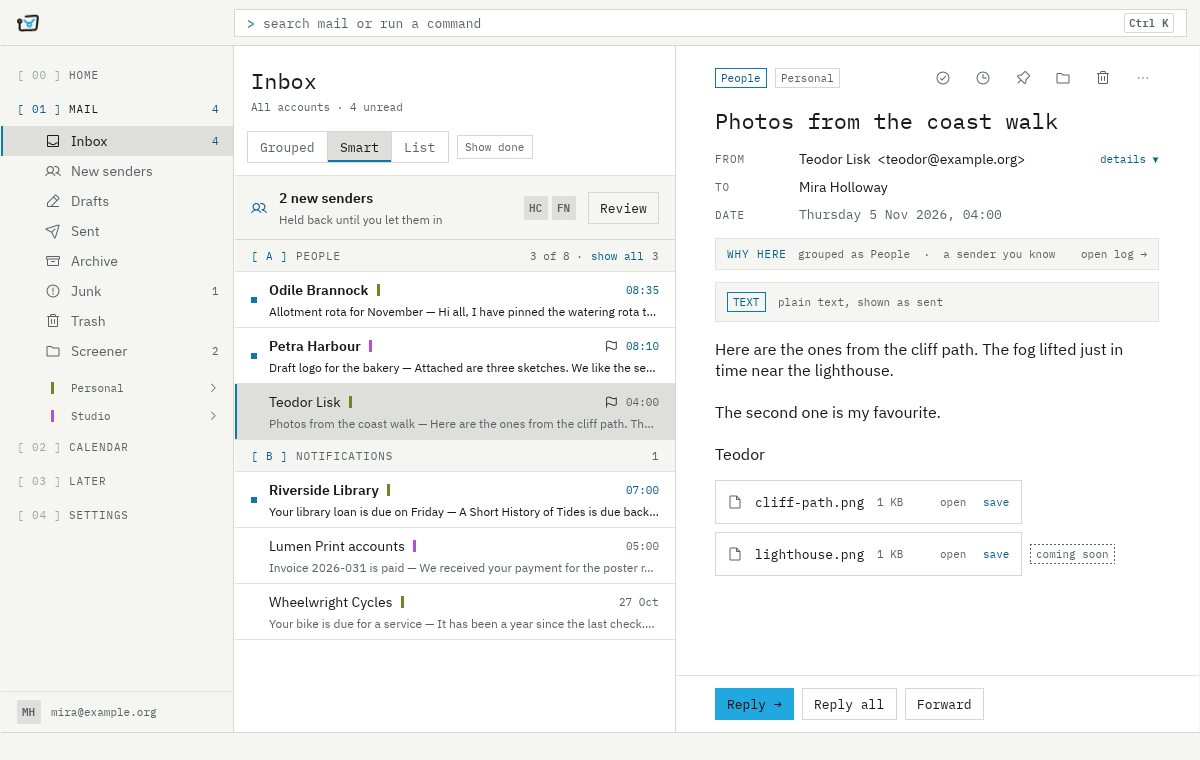 > search mail or run a command Ctrl K
[ 00 ] HOME
[ 01 ] MAIL 4
Inbox 4
New senders
Drafts
Sent
Archive
Junk 1
Trash
Screener 2
Personal
Studio
[ 02 ] CALENDAR
[ 03 ] LATER
[ 04 ] SETTINGS
MH mira@example.org
Inbox
All accounts · 4 unread
Grouped Smart List Show done
2 new senders
Held back until you let them in
HC FN Review
[ A ] PEOPLE 3 of 8 · show all 3
Odile Brannock 08:35
Allotment rota for November — Hi all, I have pinned the watering rota t…
Petra Harbour 08:10
Draft logo for the bakery — Attached are three sketches. We like the se…
Teodor Lisk 04:00
Photos from the coast walk — Here are the ones from the cliff path. Th…
[ B ] NOTIFICATIONS 1
Riverside Library 07:00
Your library loan is due on Friday — A Short History of Tides is due back…
Lumen Print accounts 05:00
Invoice 2026-031 is paid — We received your payment for the poster r…
Wheelwright Cycles 27 Oct
Your bike is due for a service — It has been a year since the last check.…
People Personal ···
Photos from the coast walk
FROM Teodor Lisk <teodor@example.org> details ▾
TO Mira Holloway
DATE Thursday 5 Nov 2026, 04:00
WHY HERE grouped as People · a sender you know open log →
TEXT plain text, shown as sent
Here are the ones from the cliff path. The fog lifted just in
time near the lighthouse.
The second one is my favourite.
Teodor
cliff-path.png 1 KB open save
lighthouse.png 1 KB open save coming soon
Reply → Reply all Forward